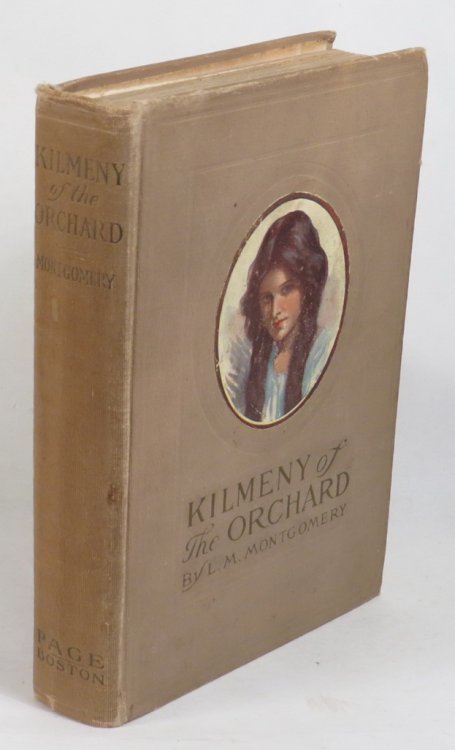 KILMENY
of the
ORCHARD
MONTGOMERY
PAGE
BOSTON
KILMENY of
The ORCHARD
By L. M. MONTGOMERY